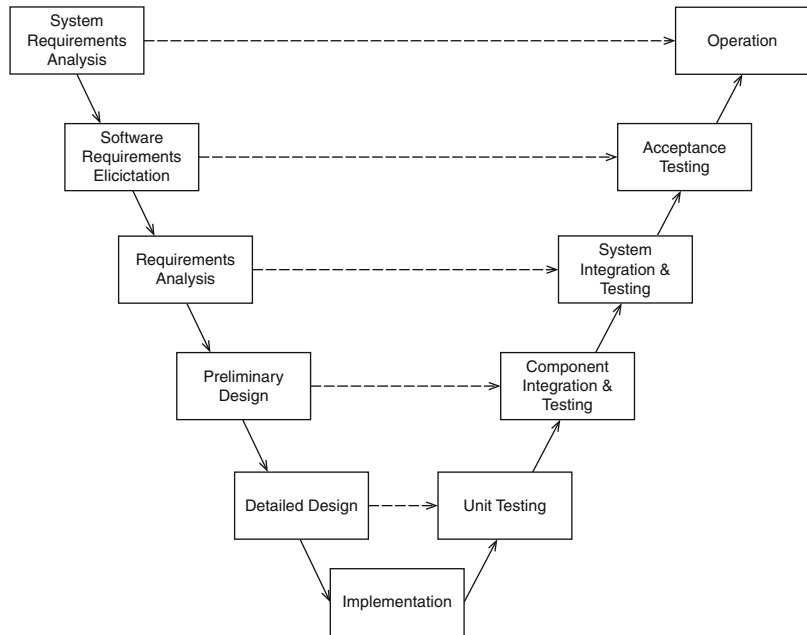 System
Requirements
Analysis
Operation
Software
Requirements
Elicictation
Acceptance
Testing
Requirements
Analysis
System
Integration &
Testing
Preliminary
Design
Component
Integration &
Testing
Detailed Design
Unit Testing
Implementation